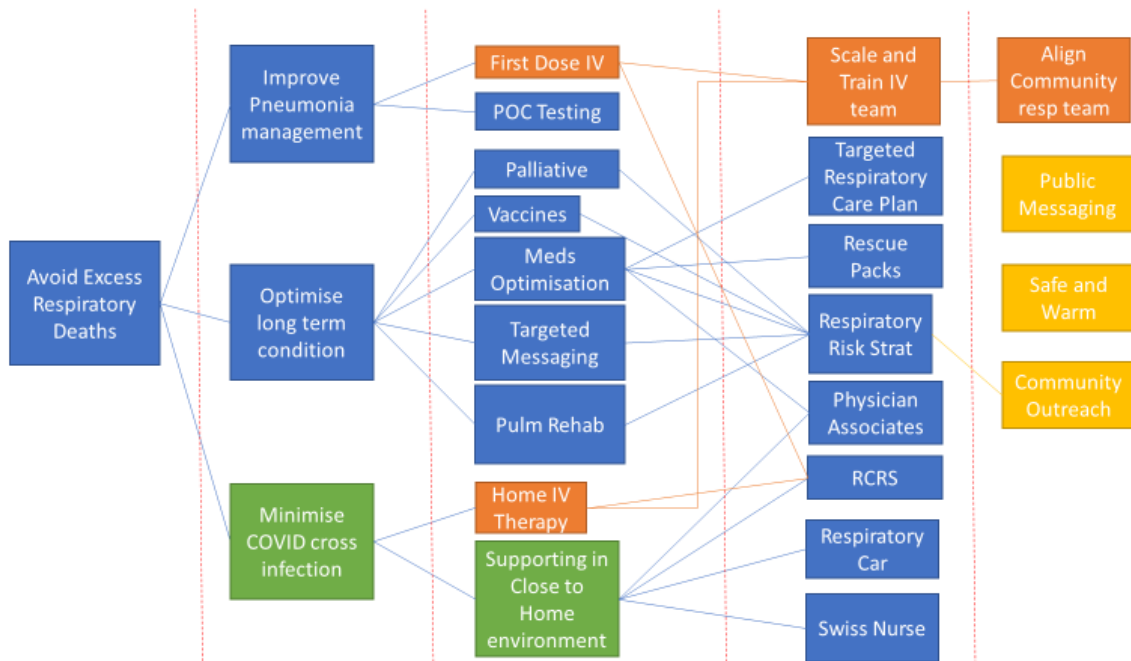 Avoid Excess
Respiratory
Deaths
Improve
Pneumonia
management
Optimise
long term
condition
Minimise
COVID cross
infection
First Dose IV
POC Testing
Palliative
Vaccines
Meds
Optimisation
Targeted
Messaging
Pulm Rehab
Home IV
Therapy
Supporting in
Close to
Home
environment
Scale and
Train IV
team
Targeted
Respiratory
Care Plan
Rescue
Packs
Respiratory
Risk Strat
Physician
Associates
RCRS
Respiratory
Car
Swiss Nurse
Align
Community
resp team
Public
Messaging
Safe and
Warm
Community
Outreach